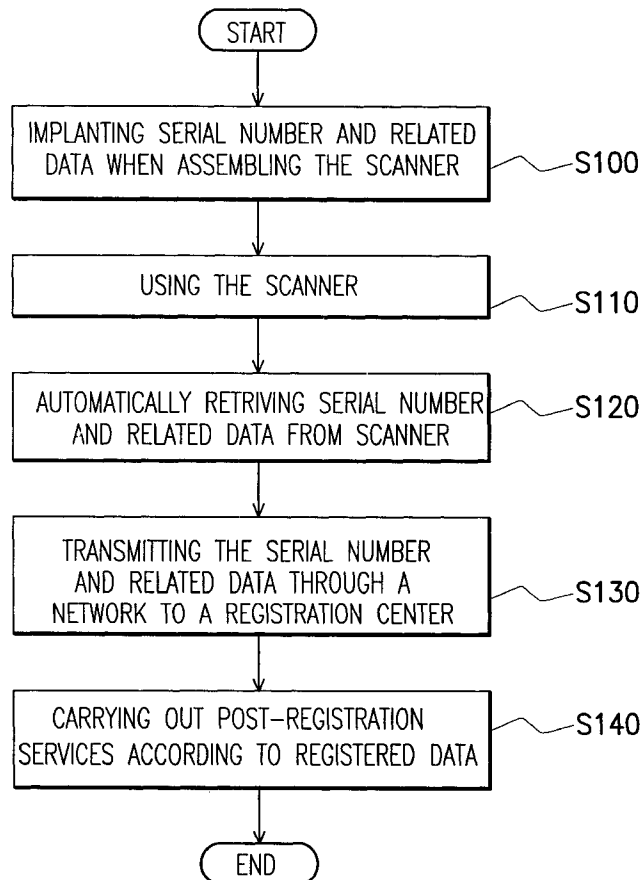 START
IMPLANTING SERIAL NUMBER AND RELATED
DATA WHEN ASSEMBLING THE SCANNER
S100
USING THE SCANNER
S110
AUTOMATICALLY RETRIVING SERIAL NUMBER
AND RELATED DATA FROM SCANNER
S120
TRANSMITTING THE SERIAL NUMBER
AND RELATED DATA THROUGH A
NETWORK TO A REGISTRATION CENTER
S130
CARRYING OUT POST-REGISTRATION
SERVICES ACCORDING TO REGISTERED DATA
S140
END